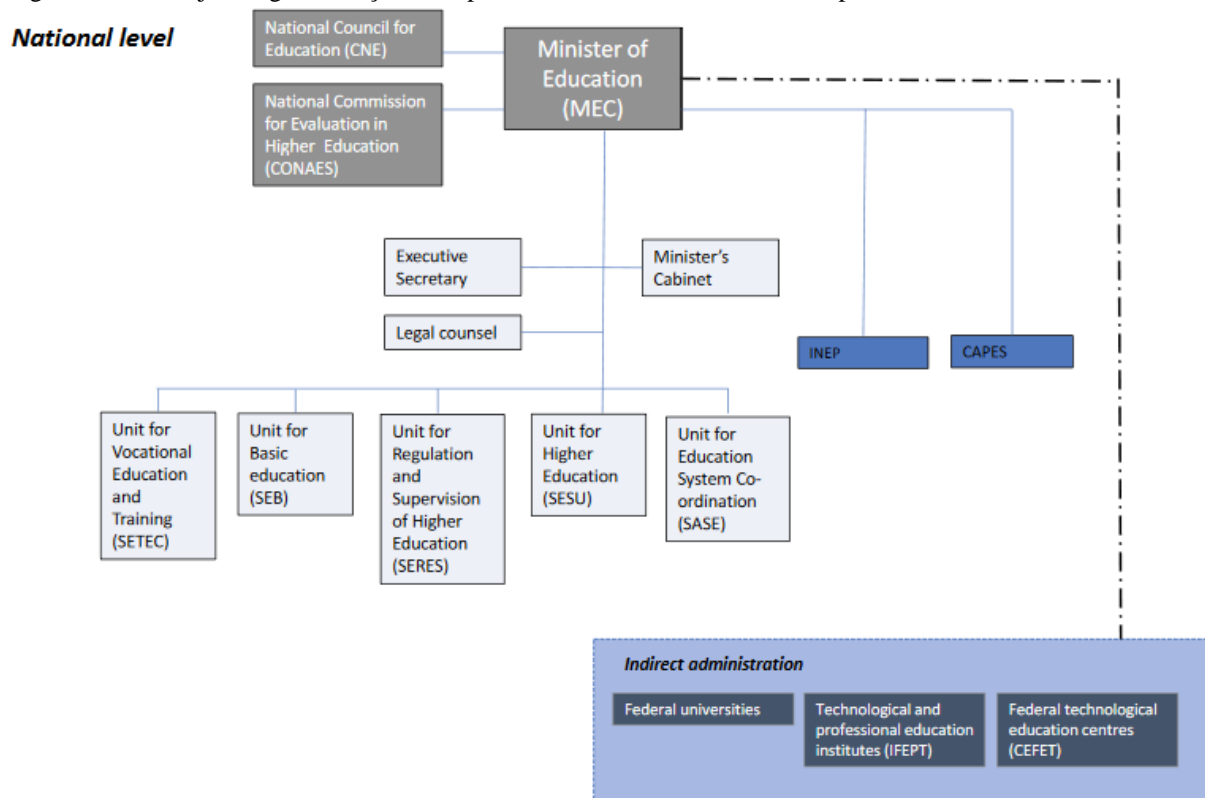 National level
National Council for
Education (CNE)
Minister of
Education
(MEC)
National Commission
for Evaluation in
Higher Education
(CONAES)
Executive
Secretary
Minister's
Cabinet
Legal counsel
INEP
CAPES
Unit for
Vocational
Education
and
Training
(SETEC)
Unit for
Basic
education
(SEB)
Unit for
Regulation
and
Supervision
of Higher
Education
(SERES)
Unit for
Higher
Education
(SESU)
Unit for
Education
System Co-
ordination
(SASE)
Indirect administration
Federal universities
Technological and
professional education
institutes (IFEPT)
Federal technological
education centres
(CEFET)